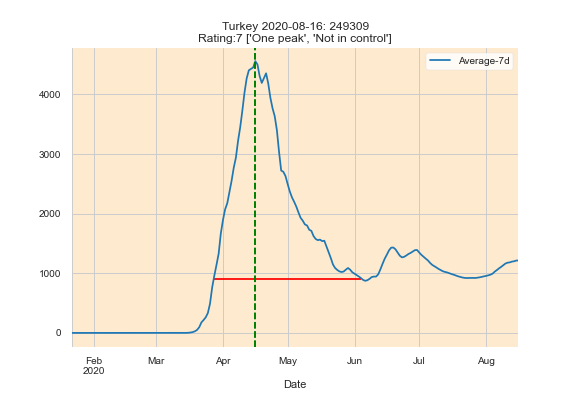 Turkey 2020-08-16: 249309
Rating:7 ['One peak', 'Not in control']
Average-7d
4000
3000
2000
1000
0
Feb Mar Apr May Jun Jul Aug
2020
Date